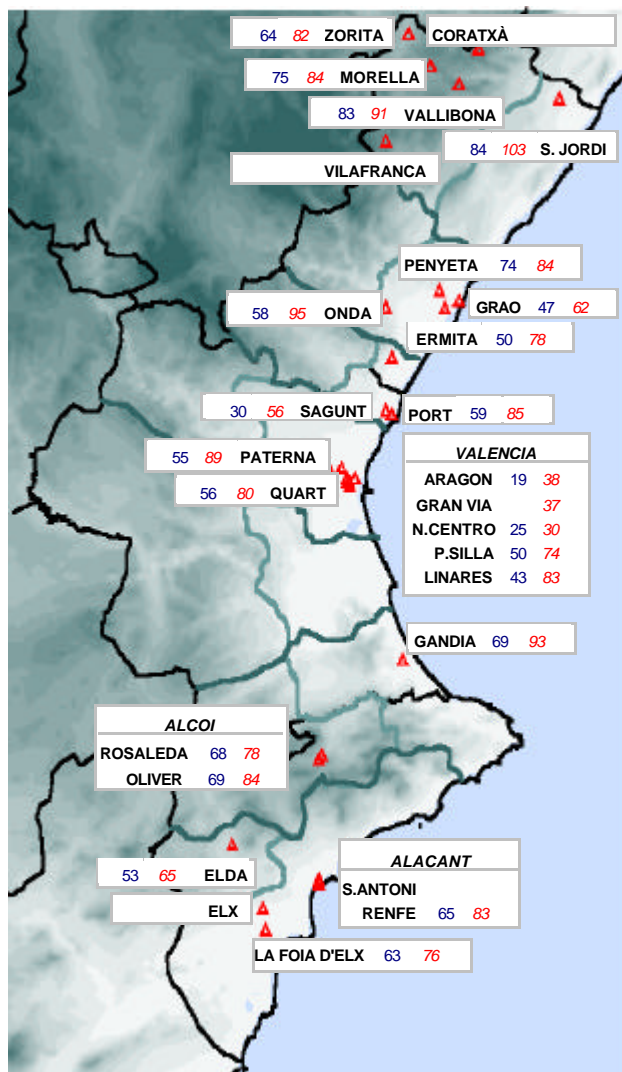 64 82 ZORITA
CORATXÀ
75 84 MORELLA
83 91 VALLIBONA
84 103 S. JORDI
VILAFRANCA
PENYETA 74 84
58 95 ONDA
GRAO 47 62
ERMITA 50 78
30 56 SAGUNT
PORT 59 85
55 89 PATERNA
56 80 QUART
VALENCIA
ARAGON 19 38
GRAN VIA 37
N.CENTRO 25 30
P.SILLA 50 74
LINARES 43 83
GANDIA 69 93
ALCOI
ROSALEDA 68 78
OLIVER 69 84
53 65 ELDA
ELX
ALACANT
S.ANTONI
RENFE 65 83
LA FOIA D'ELX 63 76